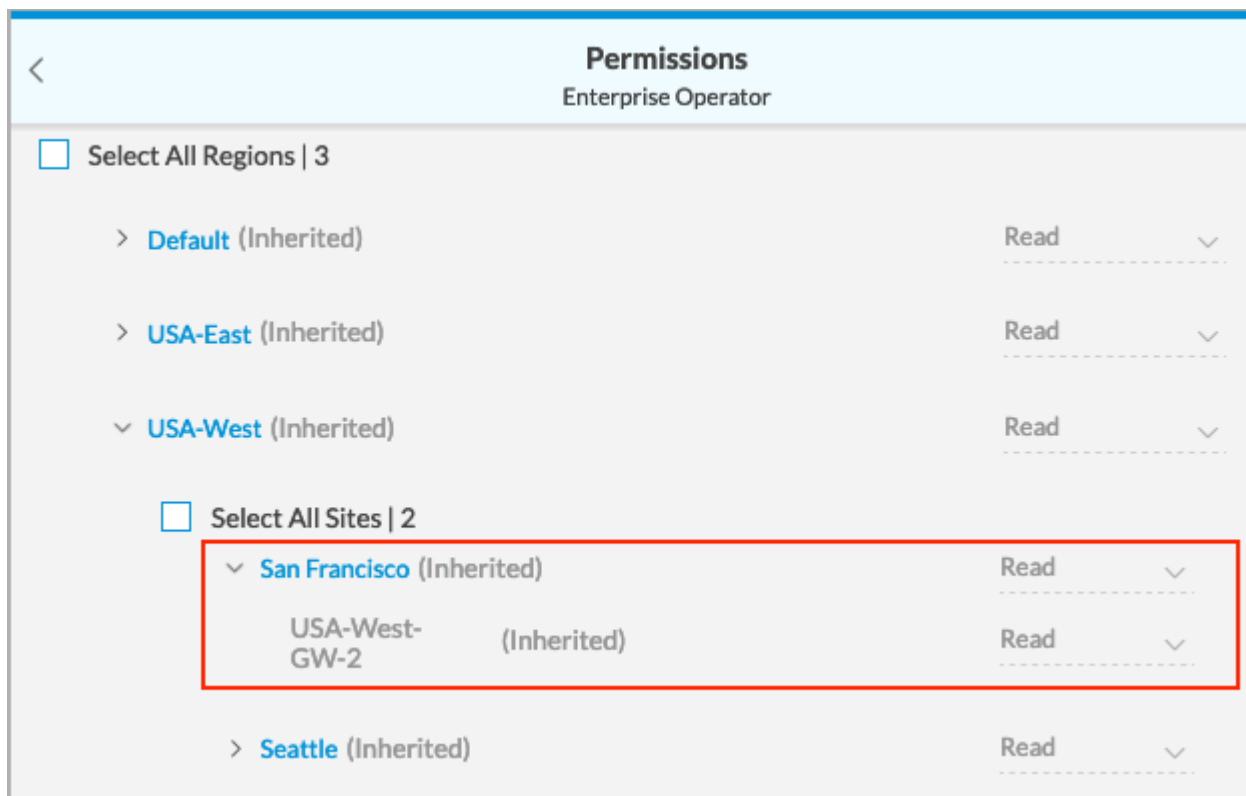 Permissions
Enterprise Operator
Select All Regions | 3
Default (Inherited) Read
USA-East (Inherited) Read
USA-West (Inherited) Read
Select All Sites | 2
San Francisco (Inherited) Read
USA-West-
GW-2 (Inherited) Read
Seattle (Inherited) Read